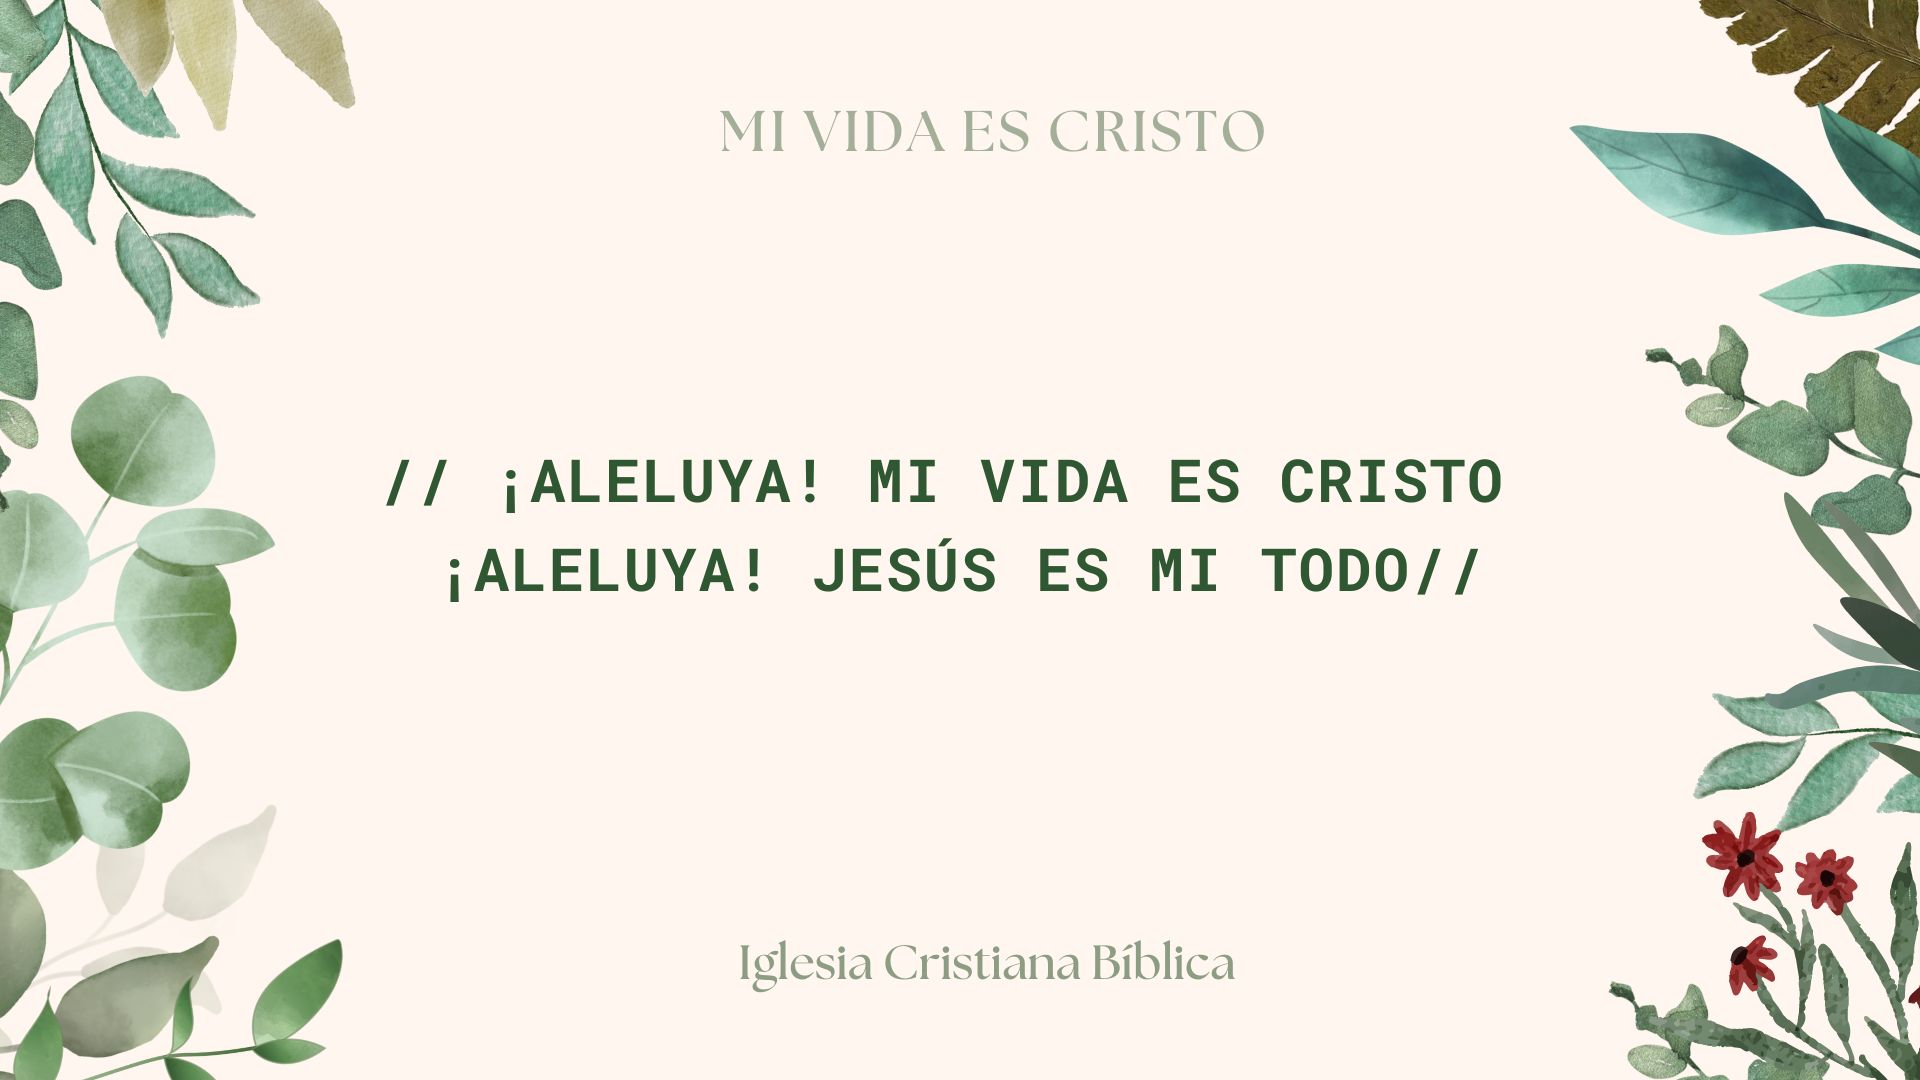 MI VIDA ES CRISTO
// ¡ALELUYA! MI VIDA ES CRISTO
¡ALELUYA! JESÚS ES MI TODO//
Iglesia Cristiana Bíblica